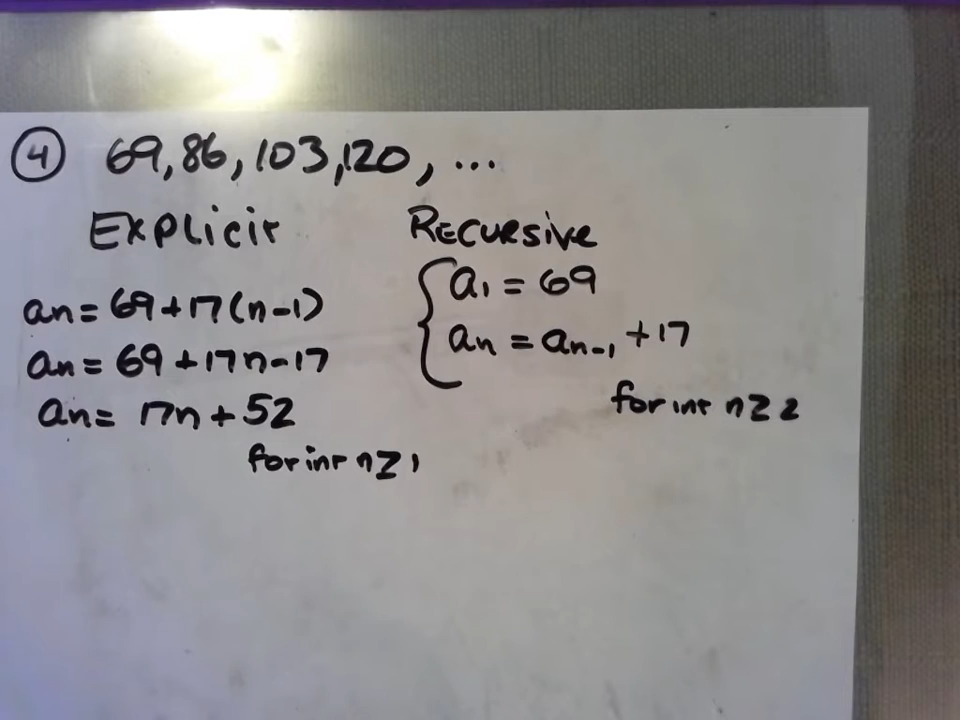 ④ 69, 86, 103, 120, ...
Explicit
an = 69 + 17(n-1)
an = 69 + 17n - 17
an = 17n + 52
for int n ≥ 1
Recursive
{ a₁ = 69
an = an-1 + 17
for int n ≥ 2